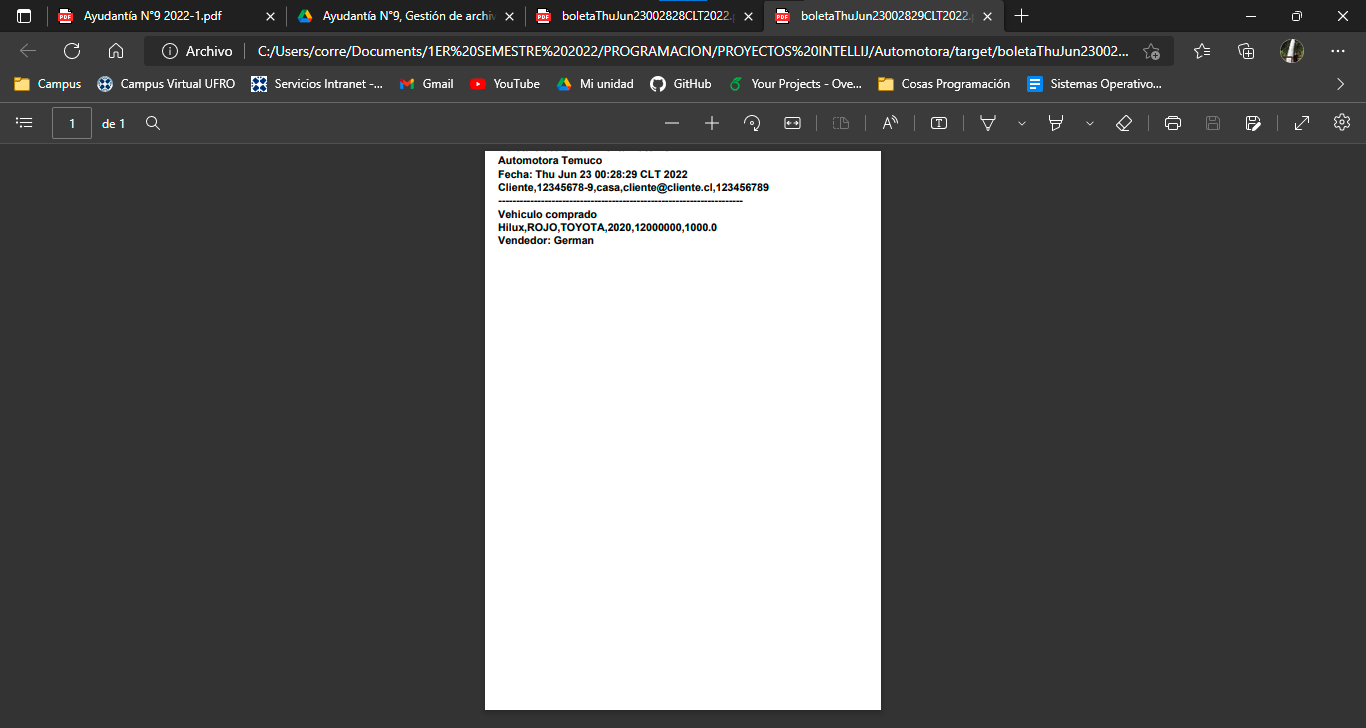 Ayudantía N°9 2022-1.pdf
Ayudantía N°9, Gestión de archiv
boletaThuJun23002828CLT2022.
boletaThuJun23002829CLT2022.
Archivo
C:/Users/corre/Documents/1ER%20SEMESTRE%202022/PROGRAMACION/PROYECTOS%20INTELLIJ/Automotora/target/boletaThuJun23002...
Campus
Campus Virtual UFRO
Servicios Intranet -...
Gmail
YouTube
Mi unidad
GitHub
Your Projects - Ove...
Cosas Programación
Sistemas Operativo...
1 de 1
Automotora Temuco
Fecha: Thu Jun 23 00:28:29 CLT 2022
Cliente,12345678-9,casa,cliente@cliente.cl,123456789
--------------------------------------------------------------------
Vehiculo comprado
Hilux,ROJO,TOYOTA,2020,12000000,1000.0
Vendedor: German